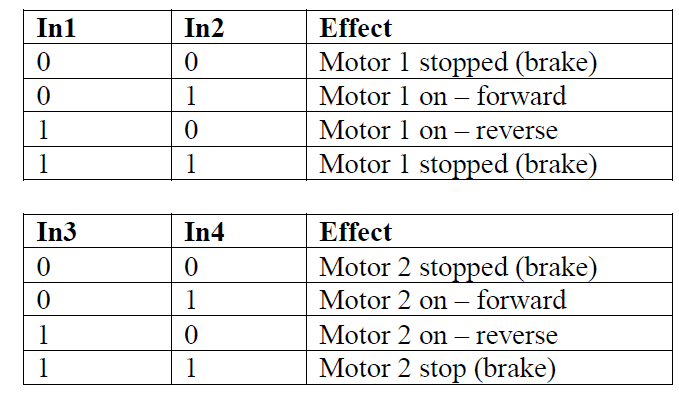 In1 In2 Effect
0 0 Motor 1 stopped (brake)
0 1 Motor 1 on – forward
1 0 Motor 1 on – reverse
1 1 Motor 1 stopped (brake)
In3 In4 Effect
0 0 Motor 2 stopped (brake)
0 1 Motor 2 on – forward
1 0 Motor 2 on – reverse
1 1 Motor 2 stop (brake)